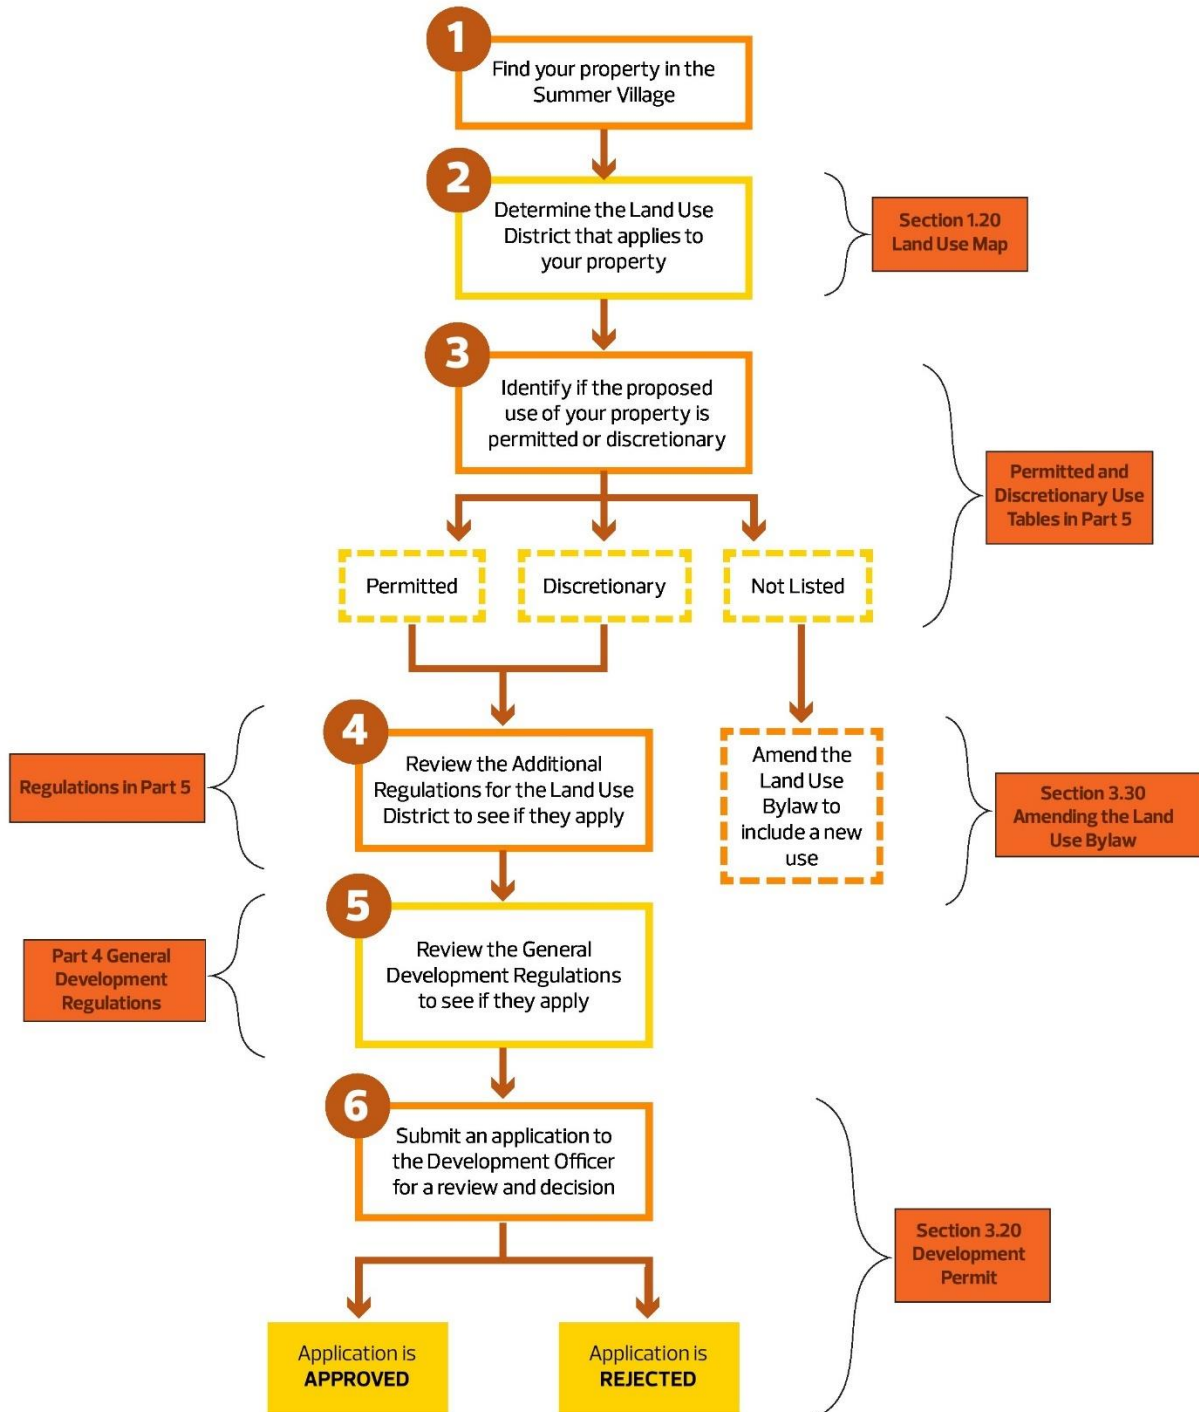 1
Find your property in the
Summer Village
2
Determine the Land Use
District that applies to
your property
Section 1.20
Land Use Map
3
Identify if the proposed
use of your property is
permitted or discretionary
Permitted and
Discretionary Use
Tables in Part 5
Permitted
Discretionary
Not Listed
4
Review the Additional
Regulations for the Land Use
District to see if they apply
Regulations in Part 5
Amend the
Land Use
Bylaw to
include a new
use
Section 3.30
Amending the Land
Use Bylaw
5
Review the General
Development Regulations
to see if they apply
Part 4 General
Development
Regulations
6
Submit an application to
the Development Officer
for a review and decision
Section 3.20
Development
Permit
Application is
APPROVED
Application is
REJECTED